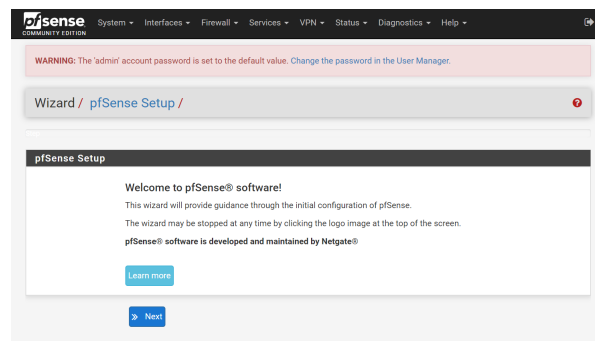 pfsense System Interfaces Firewall Services VPN Status Diagnostics Help
COMMUNITY EDITION
WARNING: The 'admin' account password is set to the default value. Change the password in the User Manager.
Wizard / pfSense Setup /
pfSense Setup
Welcome to pfSense® software!
This wizard will provide guidance through the initial configuration of pfSense.
The wizard may be stopped at any time by clicking the logo image at the top of the screen.
pfSense® software is developed and maintained by Netgate®
Learn more
Next